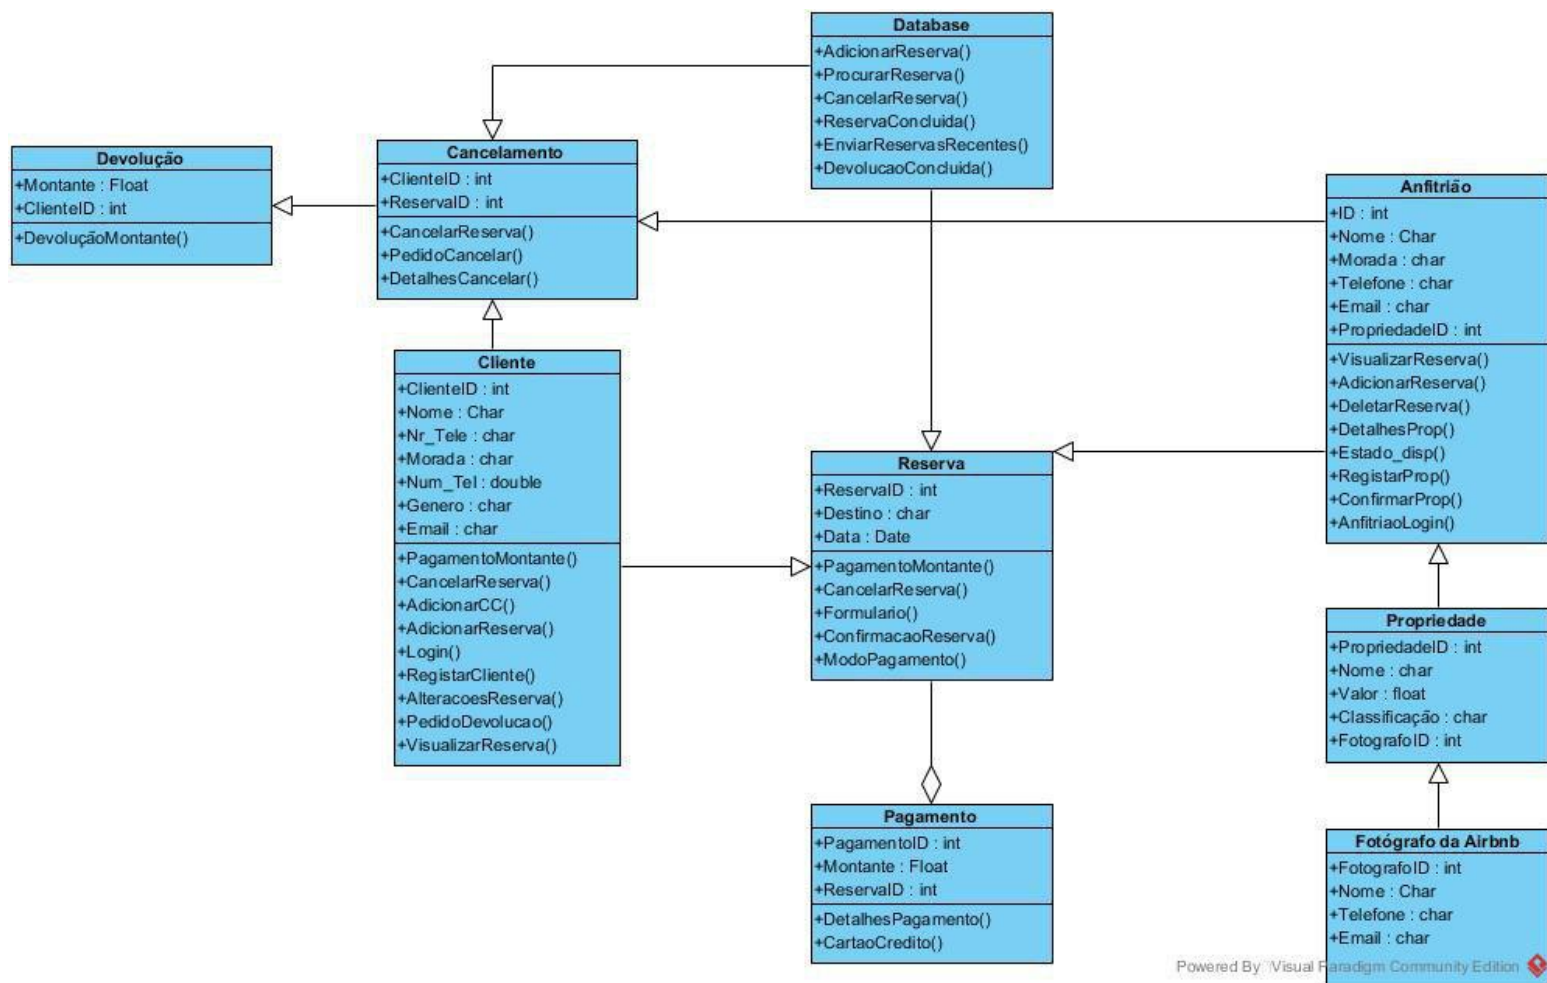 Database
+AdicionarReserva()
+ProcurarReserva()
+CancelarReserva()
+ReservaConcluida()
+EnviarReservasRecentes()
+DevolucaoConcluida()
Devolução
+Montante : Float
+ClienteID : int
+DevoluçãoMontante()
Cancelamento
+ClienteID : int
+ReservaID : int
+CancelarReserva()
+PedidoCancelar()
+DetalhesCancelar()
Anfitrião
+ID : int
+Nome : Char
+Morada : char
+Telefone : char
+Email : char
+PropriedadeID : int
+VisualizarReserva()
+AdicionarReserva()
+DeletarReserva()
+DetalhesProp()
+Estado_disp()
+RegistarProp()
+ConfirmarProp()
+AnfitriaoLogin()
Cliente
+ClienteID : int
+Nome : Char
+Nr_Tele : char
+Morada : char
+Num_Tel : double
+Genero : char
+Email : char
+PagamentoMontante()
+CancelarReserva()
+AdicionarCC()
+AdicionarReserva()
+Login()
+RegistarCliente()
+AlteracoesReserva()
+PedidoDevolucao()
+VisualizarReserva()
Reserva
+ReservaID : int
+Destino : char
+Data : Date
+PagamentoMontante()
+CancelarReserva()
+Formulário()
+ConfirmacaoReserva()
+ModoPagamento()
Propriedade
+PropriedadeID : int
+Nome : char
+Valor : float
+Classificação : char
+FotografoID : int
Pagamento
+PagamentoID : int
+Montante : Float
+ReservaID : int
+DetalhesPagamento()
+CartaoCredito()
Fotógrafo da Airbnb
+FotografoID : int
+Nome : Char
+Telefone : char
+Email : char
Powered By Visual Paradigm Community Edition